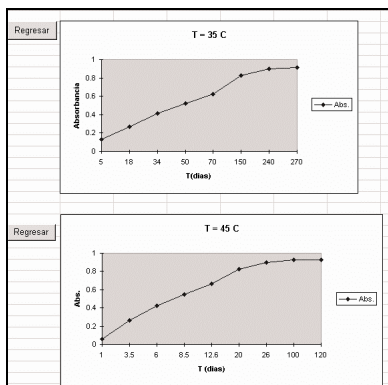 Regresar
T = 35 C
1
0.8
0.6
0.4
0.2
0
Absorbancia
5 18 34 50 70 150 240 270
T(dias)
Abs.
Regresar
T = 45 C
1
0.8
0.6
0.4
0.2
0
Abs.
1 3.5 6 8.5 12.6 20 26 100 120
T (dias)
Abs.